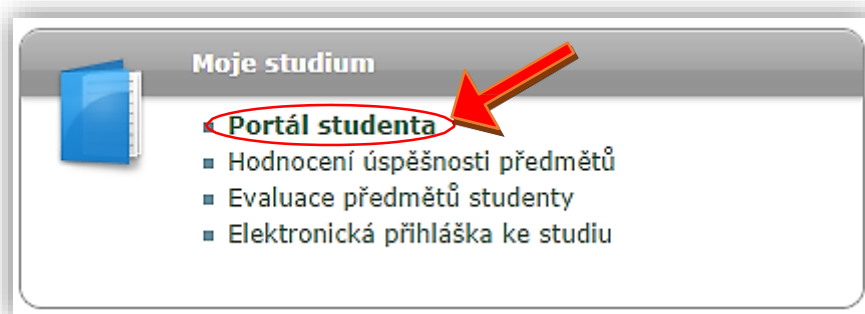 Moje studium
Portál studenta
Hodnocení úspěšnosti předmětů
Evaluace předmětů studenty
Elektronická přihláška ke studiu